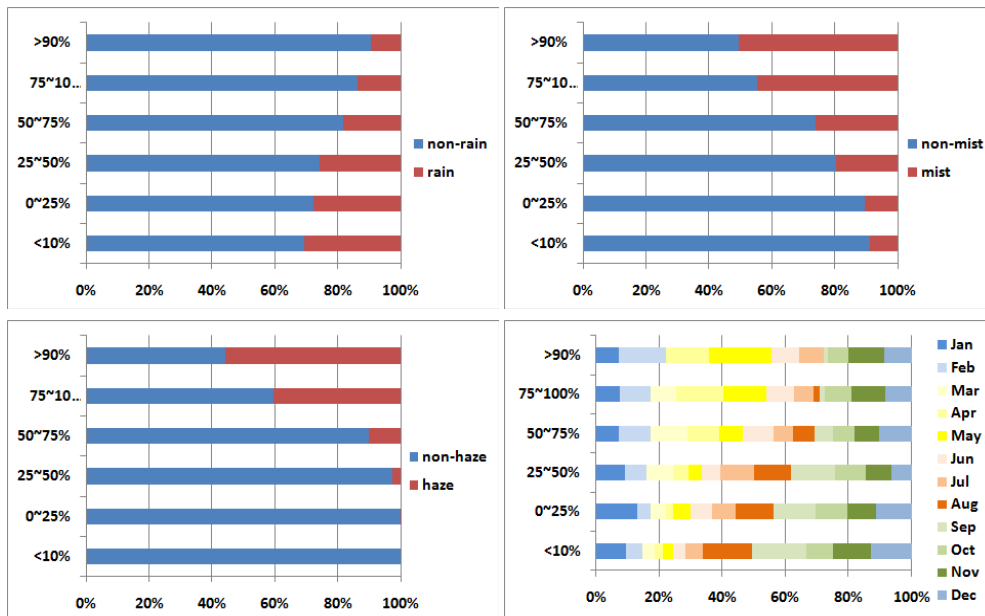 >90%
75~10...
50~75%
25~50%
0~25%
<10%
0% 20% 40% 60% 80% 100%
non-rain
rain
>90%
75~10...
50~75%
25~50%
0~25%
<10%
0% 20% 40% 60% 80% 100%
non-mist
mist
>90%
75~10...
50~75%
25~50%
0~25%
<10%
0% 20% 40% 60% 80% 100%
non-haze
haze
>90%
75~100%
50~75%
25~50%
0~25%
<10%
0% 20% 40% 60% 80% 100%
Jan
Feb
Mar
Apr
May
Jun
Jul
Aug
Sep
Oct
Nov
Dec